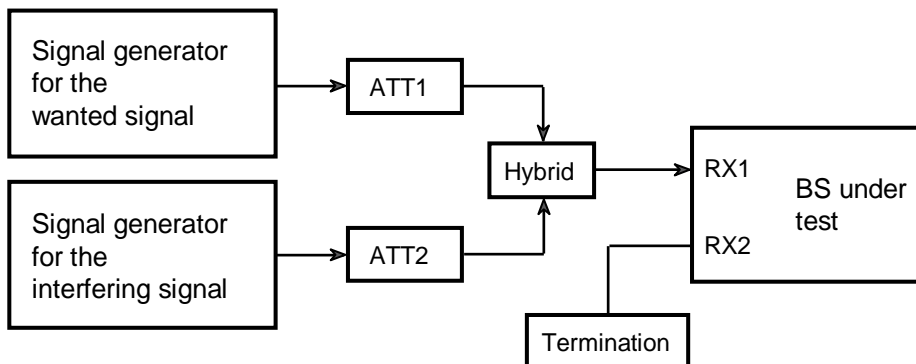 Signal generator
for the
wanted signal
ATT1
Hybrid
RX1
BS under
test
RX2
Signal generator
for the
interfering signal
ATT2
Termination